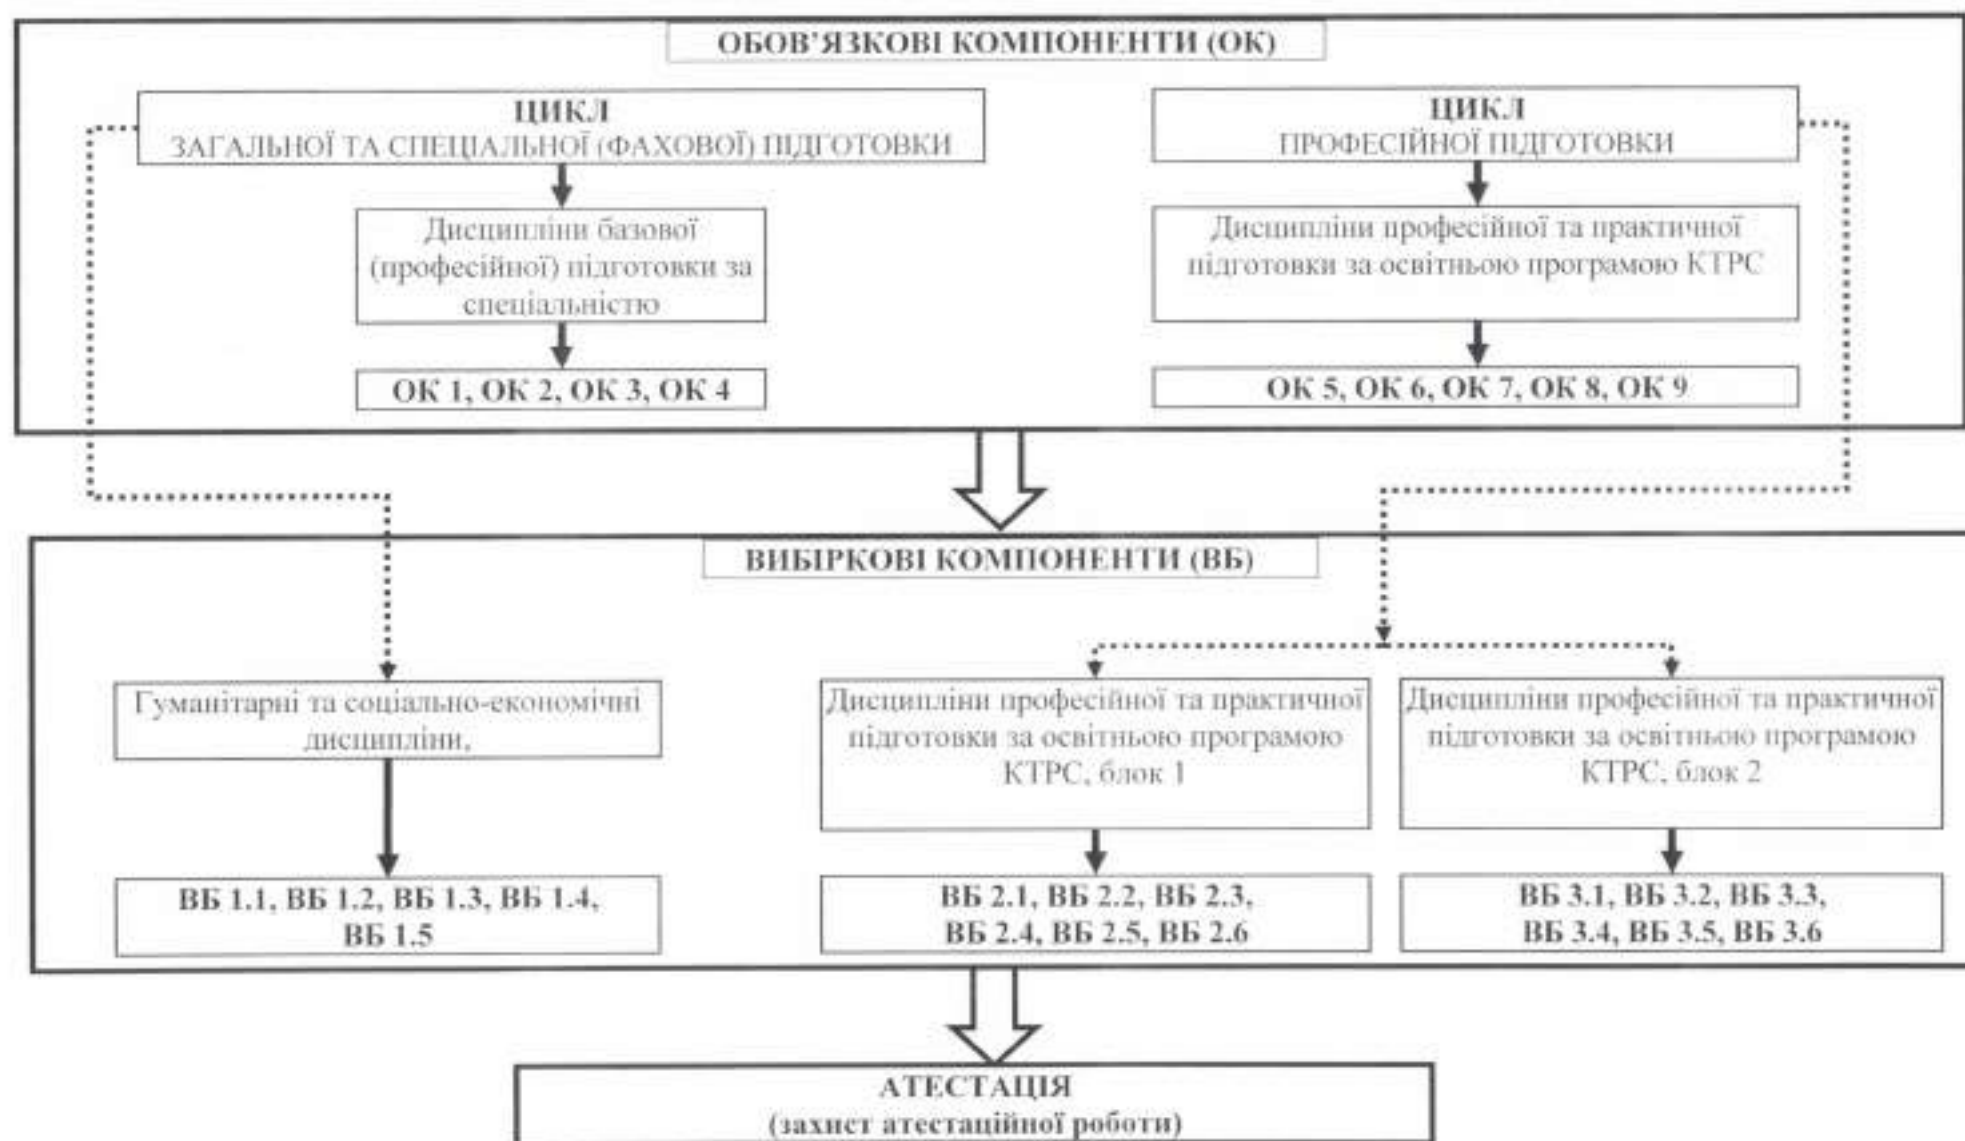 ОБОВ’ЯЗКОВІ КОМПОНЕНТИ (ОК)
ЦИКЛ
ЗАГАЛЬНОЇ ТА СПЕЦІАЛЬНОЇ (ФАХОВОЇ) ПІДГОТОВКИ
Дисципліни базової
(професійної) підготовки за
спеціальністю
ОК 1, ОК 2, ОК 3, ОК 4
ЦИКЛ
ПРОФЕСІЙНОЇ ПІДГОТОВКИ
Дисципліни професійної та практичної
підготовки за освітньою програмою КТРС
ОК 5, ОК 6, ОК 7, ОК 8, ОК 9
ВИБІРКОВІ КОМПОНЕНТИ (ВБ)
Гуманітарні та соціально-економічні
дисципліни,
ВБ 1.1, ВБ 1.2, ВБ 1.3, ВБ 1.4,
ВБ 1.5
Дисципліни професійної та практичної
підготовки за освітньою програмою
КТРС, блок 1
ВБ 2.1, ВБ 2.2, ВБ 2.3,
ВБ 2.4, ВБ 2.5, ВБ 2.6
Дисципліни професійної та практичної
підготовки за освітньою програмою
КТРС, блок 2
ВБ 3.1, ВБ 3.2, ВБ 3.3,
ВБ 3.4, ВБ 3.5, ВБ 3.6
АТЕСТАЦІЯ
(захист атестаційної роботи)